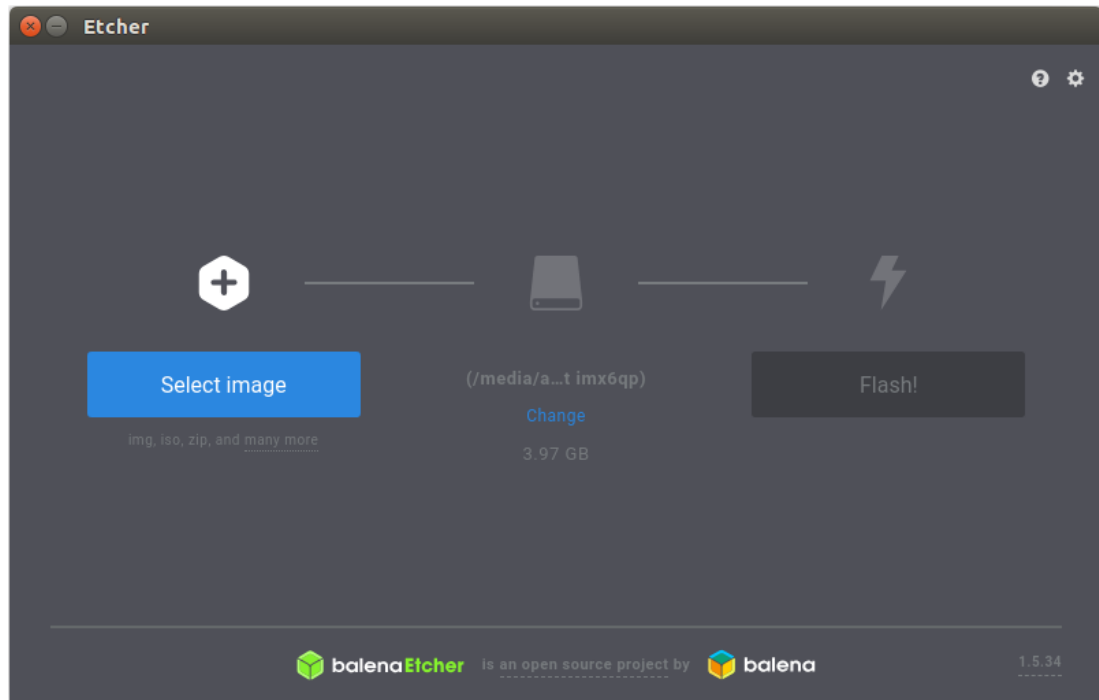 Etcher
Select image
img, iso, zip, and many more
(/media/a...t imx6qp)
Change
3.97 GB
Flash!
balenaEtcher is an open source project by balena
1.5.34